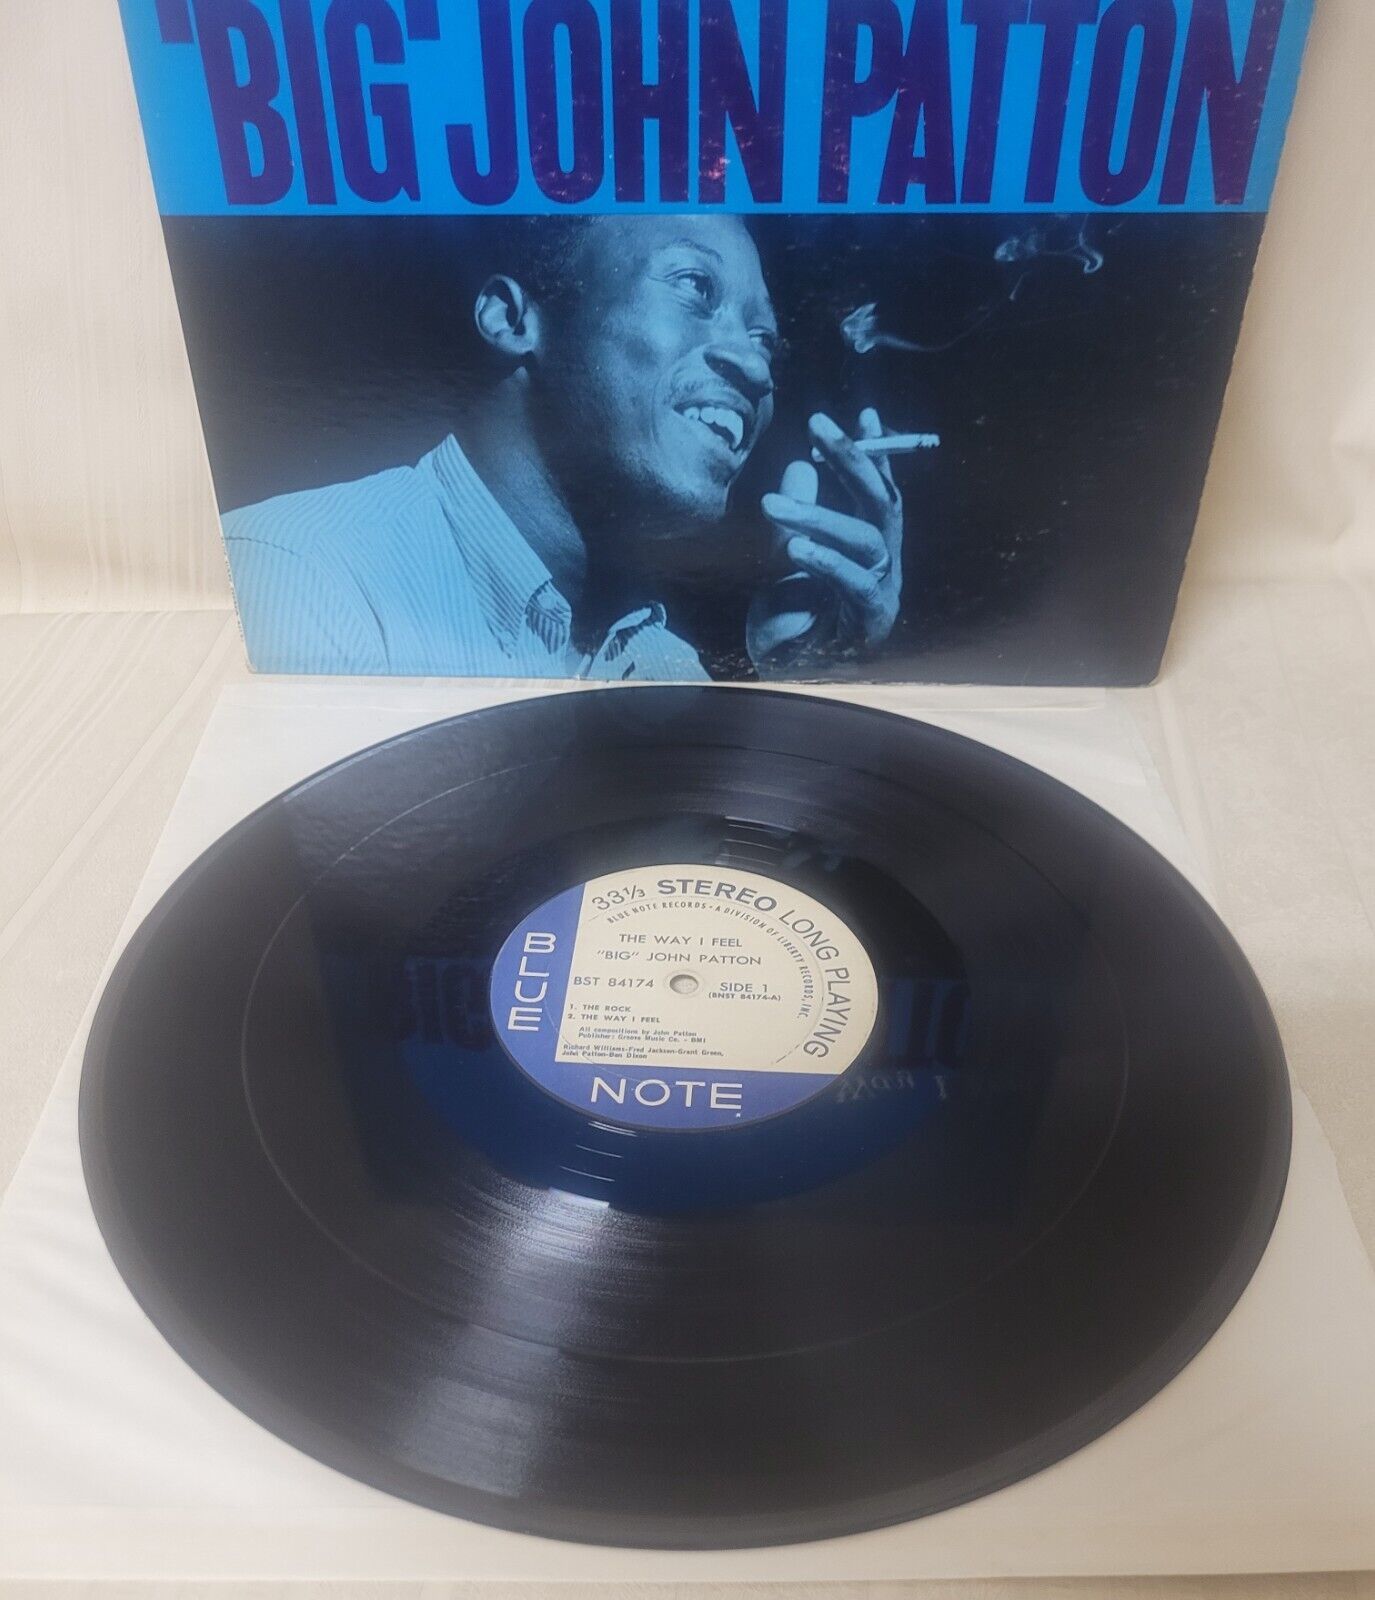 "BIG" JOHN PATTON
33⅓ STEREO LONG PLAYING
BLUE NOTE RECORDS • A DIVISION OF LIBERTY RECORDS, INC.
THE WAY I FEEL
"BIG" JOHN PATTON
BST 84174
SIDE 1
(BNST 84174-A)
1. THE ROCK
2. THE WAY I FEEL
All compositions by John Patton
Publisher: Groove Music Co. - BMI
Richard Williams-Fred Jackson-Grant Green,
John Patton-Ben Dixon
BLUE
NOTE